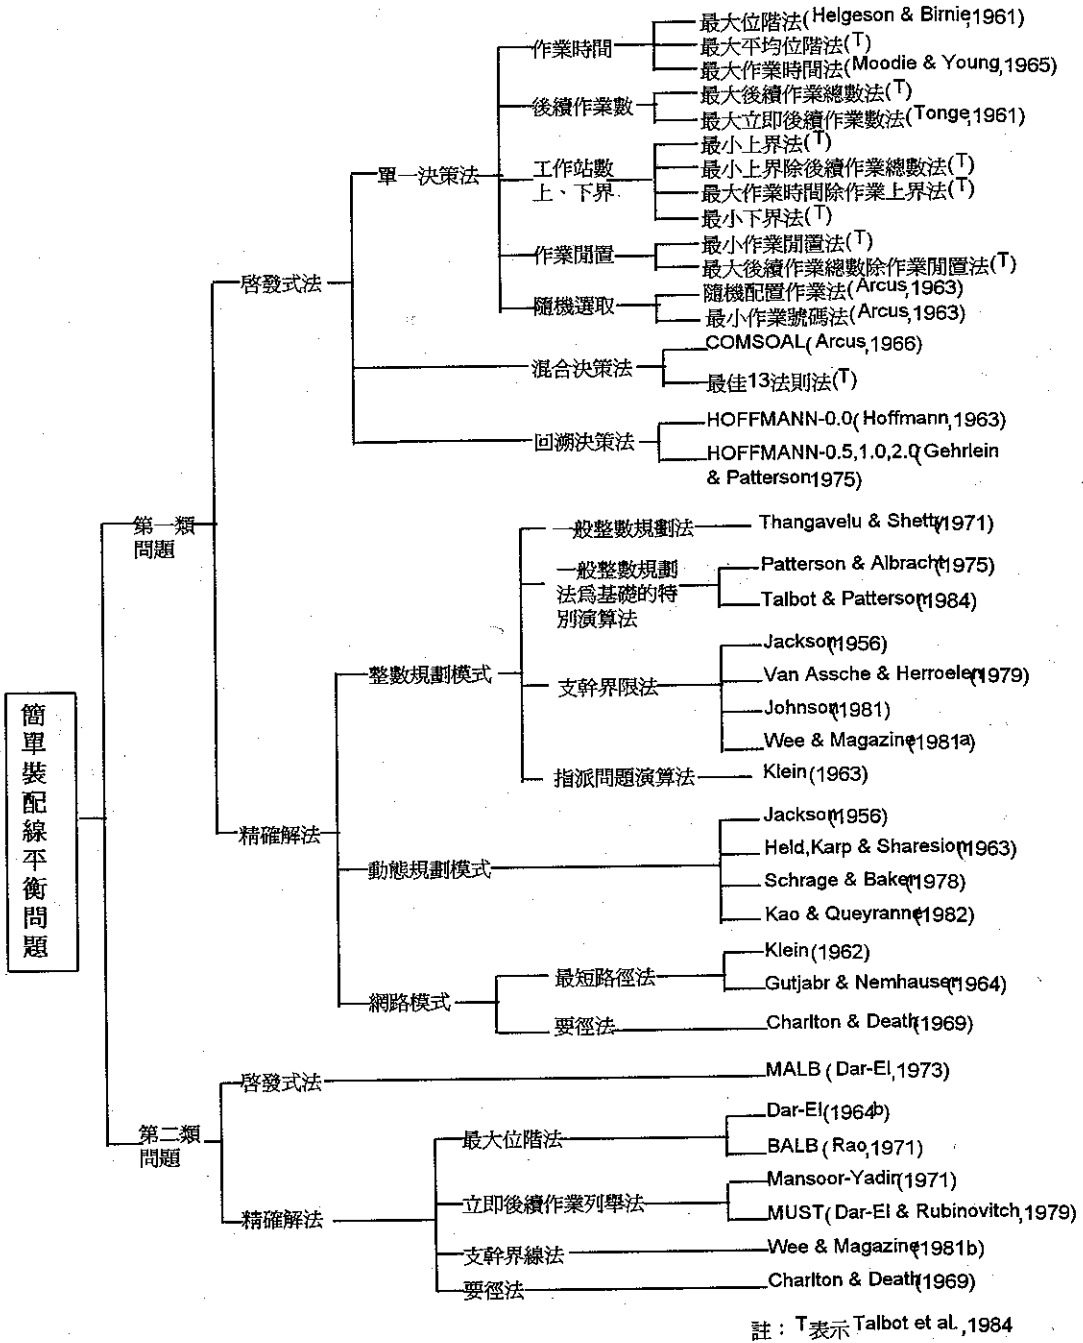 簡單裝配線平衡問題
第一類
問題
啓發式法
單一決策法
作業時間
最大位階法(Helgeson & Birnie,1961)
最大平均位階法(T)
最大作業時間法(Moodie & Young,1965)
後續作業數
最大後續作業總數法(T)
最大立即後續作業數法(Tonge,1961)
工作站數
上、下界
最小上界法(T)
最小上界除後續作業總數法(T)
最大作業時間除作業上界法(T)
最小下界法(T)
作業閒置
最小作業閒置法(T)
最大後續作業總數除作業閒置法(T)
隨機選取
隨機配置作業法(Arcus,1963)
最小作業號碼法(Arcus,1963)
混合決策法
COMSOAL(Arcus,1966)
最佳13法則法(T)
回溯決策法
HOFFMANN-0.0(Hoffmann,1963)
HOFFMANN-0.5,1.0,2.0(Gehrlein
& Patterson1975)
精確解法
整數規劃模式
一般整數規劃法
Thangavelu & Shetty(1971)
一般整數規劃
法爲基礎的特
別演算法
Patterson & Albracht(1975)
Talbot & Patterson(1984)
支幹界限法
Jackson(1956)
Van Assche & Herroelen(1979)
Johnson(1981)
Wee & Magazine(1981a)
指派問題演算法
Klein(1963)
動態規劃模式
Jackson(1956)
Held,Karp & Sharesion(1963)
Schrage & Baker(1978)
Kao & Queyranne(1982)
網路模式
最短路徑法
Klein(1962)
Gutjabr & Nemhauser(1964)
要徑法
Charlton & Death(1969)
第二類
問題
啓發式法
MALB(Dar-El,1973)
精確解法
最大位階法
Dar-El(1964b)
BALB(Rao,1971)
立即後續作業列舉法
Mansoor-Yadin(1971)
MUST(Dar-El & Rubinovitch,1979)
支幹界線法
Wee & Magazine(1981b)
要徑法
Charlton & Death(1969)
註：T表示Talbot et al.,1984